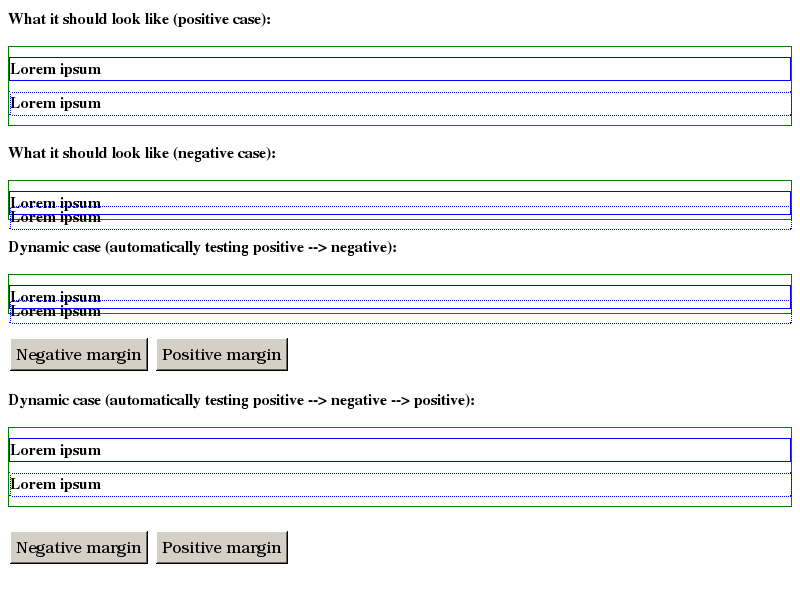 What it should look like (positive case):
Lorem ipsum
Lorem ipsum
What it should look like (negative case):
Lorem ipsum
Lorem ipsum
Dynamic case (automatically testing positive --> negative):
Lorem ipsum
Lorem ipsum
Negative margin Positive margin
Dynamic case (automatically testing positive --> negative --> positive):
Lorem ipsum
Lorem ipsum
Negative margin Positive margin